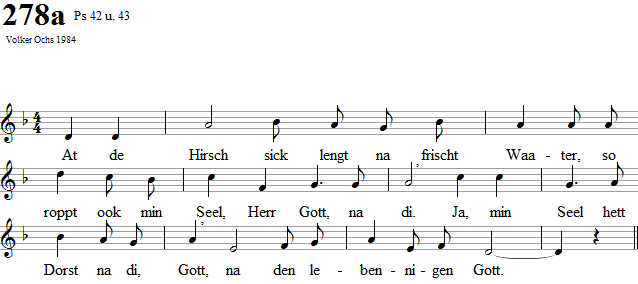 278a Ps 42 u. 43
Volker Ochs 1984
At de Hirsch sick lengt na frischt Waa - ter, so
roppt ook min Seel, Herr Gott, na di. Ja, min Seel hett
Dorst na di, Gott, na den le - ben - ni - gen Gott.